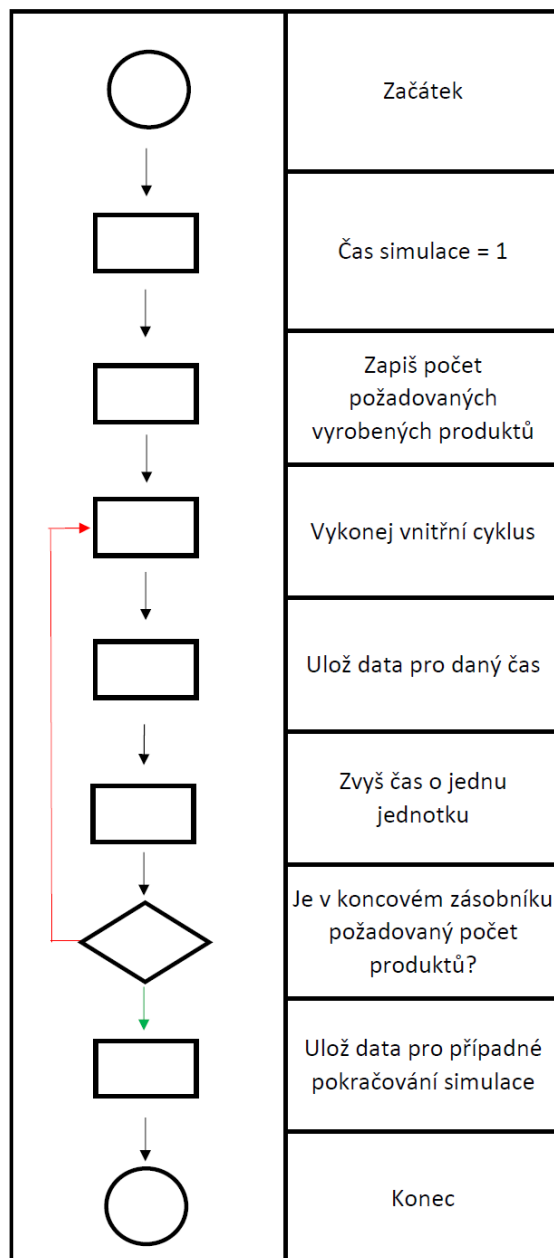 Začátek
Čas simulace = 1
Zapiš počet
požadovaných
vyrobených produktů
Vykonej vnitřní cyklus
Ulož data pro daný čas
Zvyš čas o jednu
jednotku
Je v koncovém zásobníku
požadovaný počet
produktů?
Ulož data pro případné
pokračování simulace
Konec